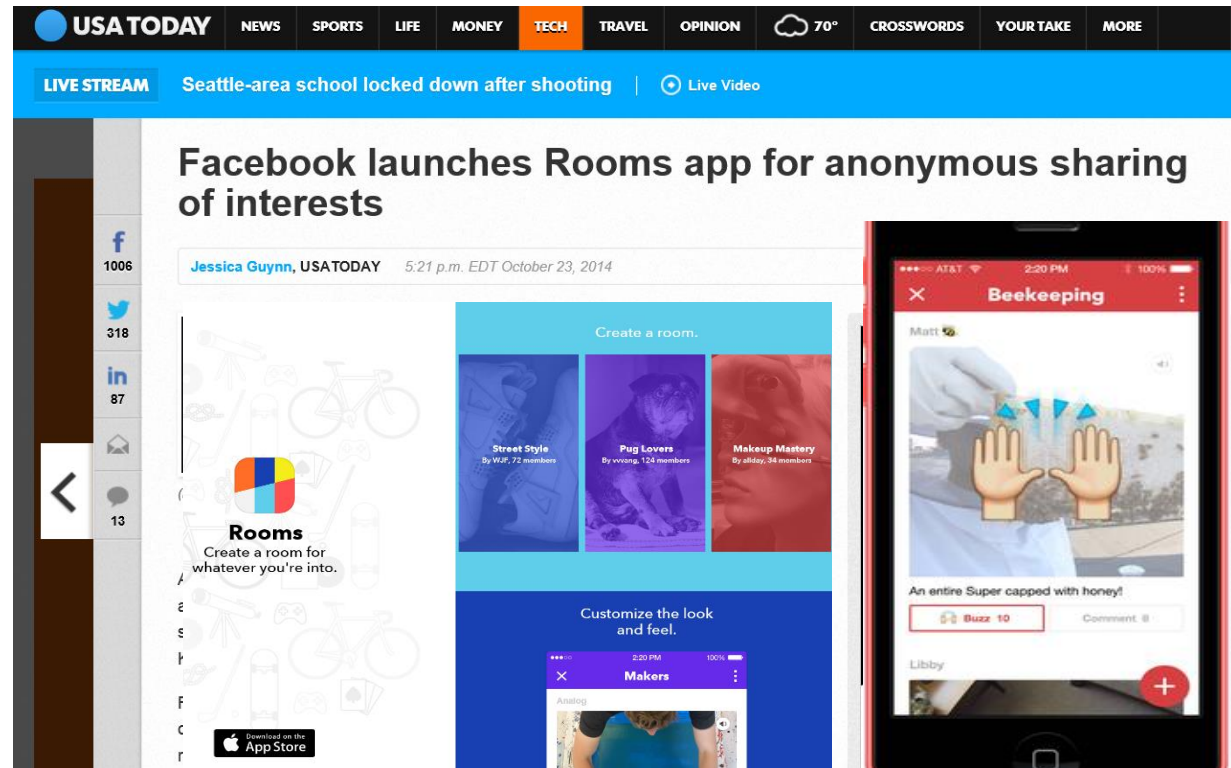 USA TODAY NEWS SPORTS LIFE MONEY TECH TRAVEL OPINION 70° CROSSWORDS YOUR TAKE MORE
LIVE STREAM Seattle-area school locked down after shooting Live Video
Facebook launches Rooms app for anonymous sharing
of interests
Jessica Guynn, USATODAY 5:21 p.m. EDT October 23, 2014
f
1006
318
in
87
13
Rooms
Create a room for
whatever you're into.
Download on the
App Store
Create a room.
Street Style
By WJF, 72 members
Pug Lovers
By vvvang, 124 members
Makeup Mastery
By allday, 34 members
Customize the look
and feel.
2:20 PM 100%
Makers
Analog
AT&T 2:20 PM 100%
Beekeeping
Matt
An entire Super capped with honey!
Buzz 10 Comment 8
Libby